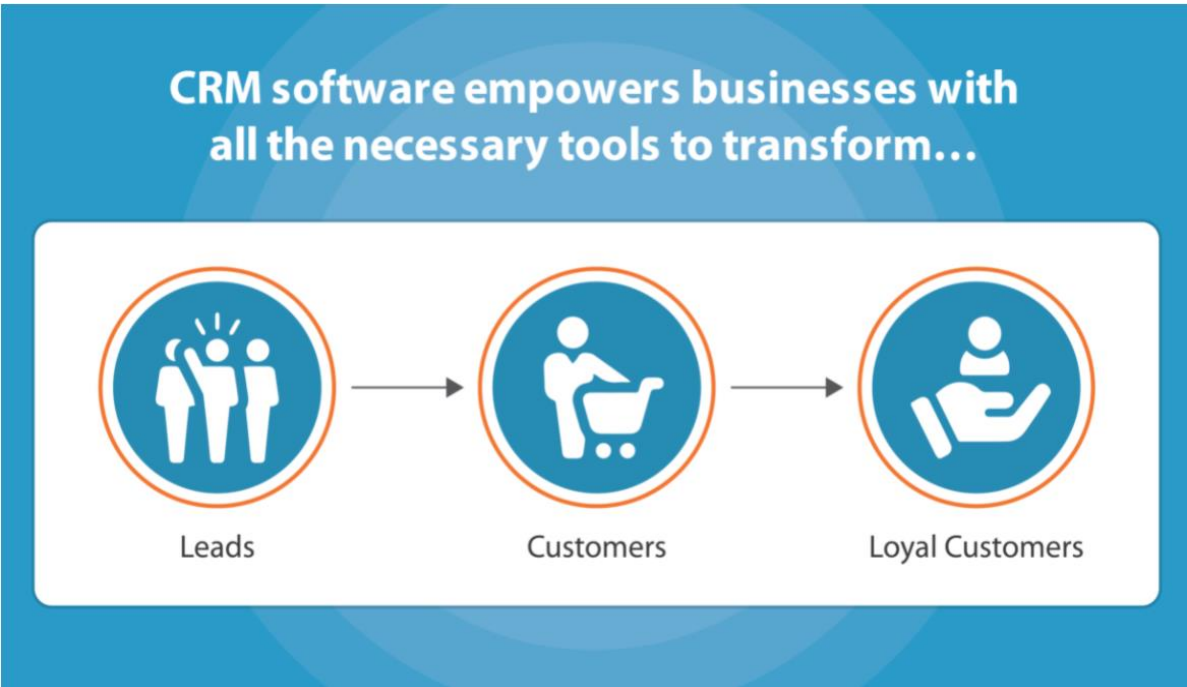 CRM software empowers businesses with
all the necessary tools to transform...
Leads
Customers
Loyal Customers